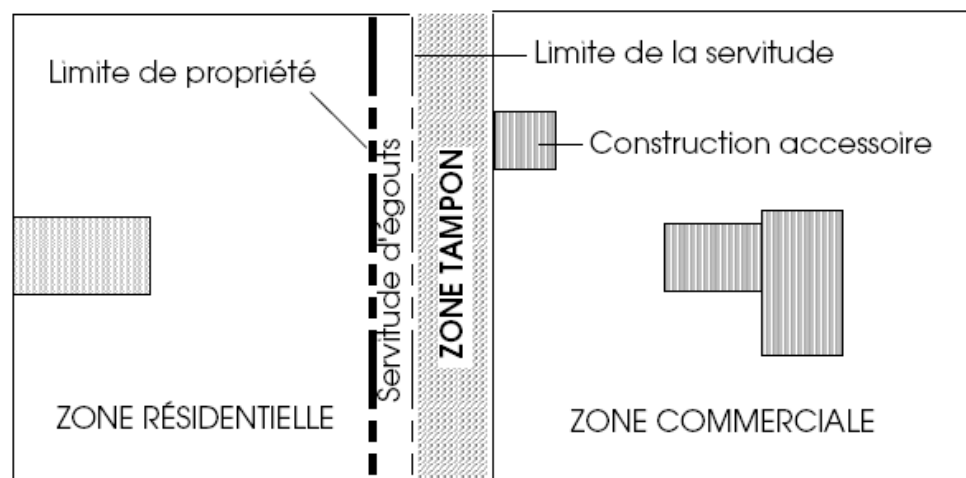 Limite de propriété
Limite de la servitude
Construction accessoire
Servitude d'égouts
ZONE TAMPON
ZONE RÉSIDENTIELLE
ZONE COMMERCIALE